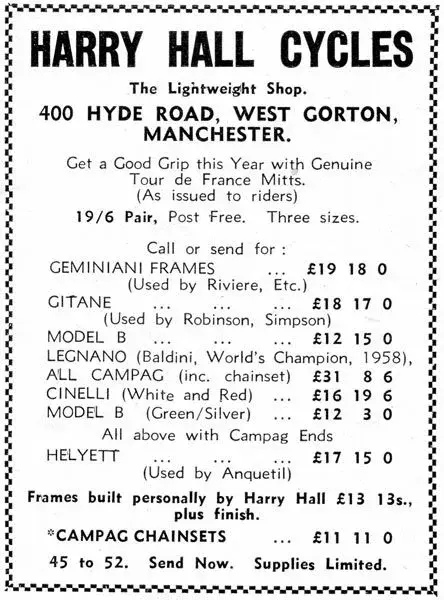 HARRY HALL CYCLES
The Lightweight Shop.
400 HYDE ROAD, WEST GORTON,
MANCHESTER.
Get a Good Grip this Year with Genuine
Tour de France Mitts.
(As issued to riders)
19/6 Pair, Post Free. Three sizes.
Call or send for :
GEMINIANI FRAMES ... £19 18 0
(Used by Riviere, Etc.)
GITANE ... ... ... £18 17 0
(Used by Robinson, Simpson)
MODEL B ... ... ... £12 15 0
LEGNANO (Baldini, World's Champion, 1958),
ALL CAMPAG (inc. chainset) £31 8 6
CINELLI (White and Red) ... £16 19 6
MODEL B (Green/Silver) ... £12 3 0
All above with Campag Ends
HELYETT ... ... ... £17 15 0
(Used by Anquetil)
Frames built personally by Harry Hall £13 13s.,
plus finish.
*CAMPAG CHAINSETS ... £11 11 0
45 to 52. Send Now. Supplies Limited.